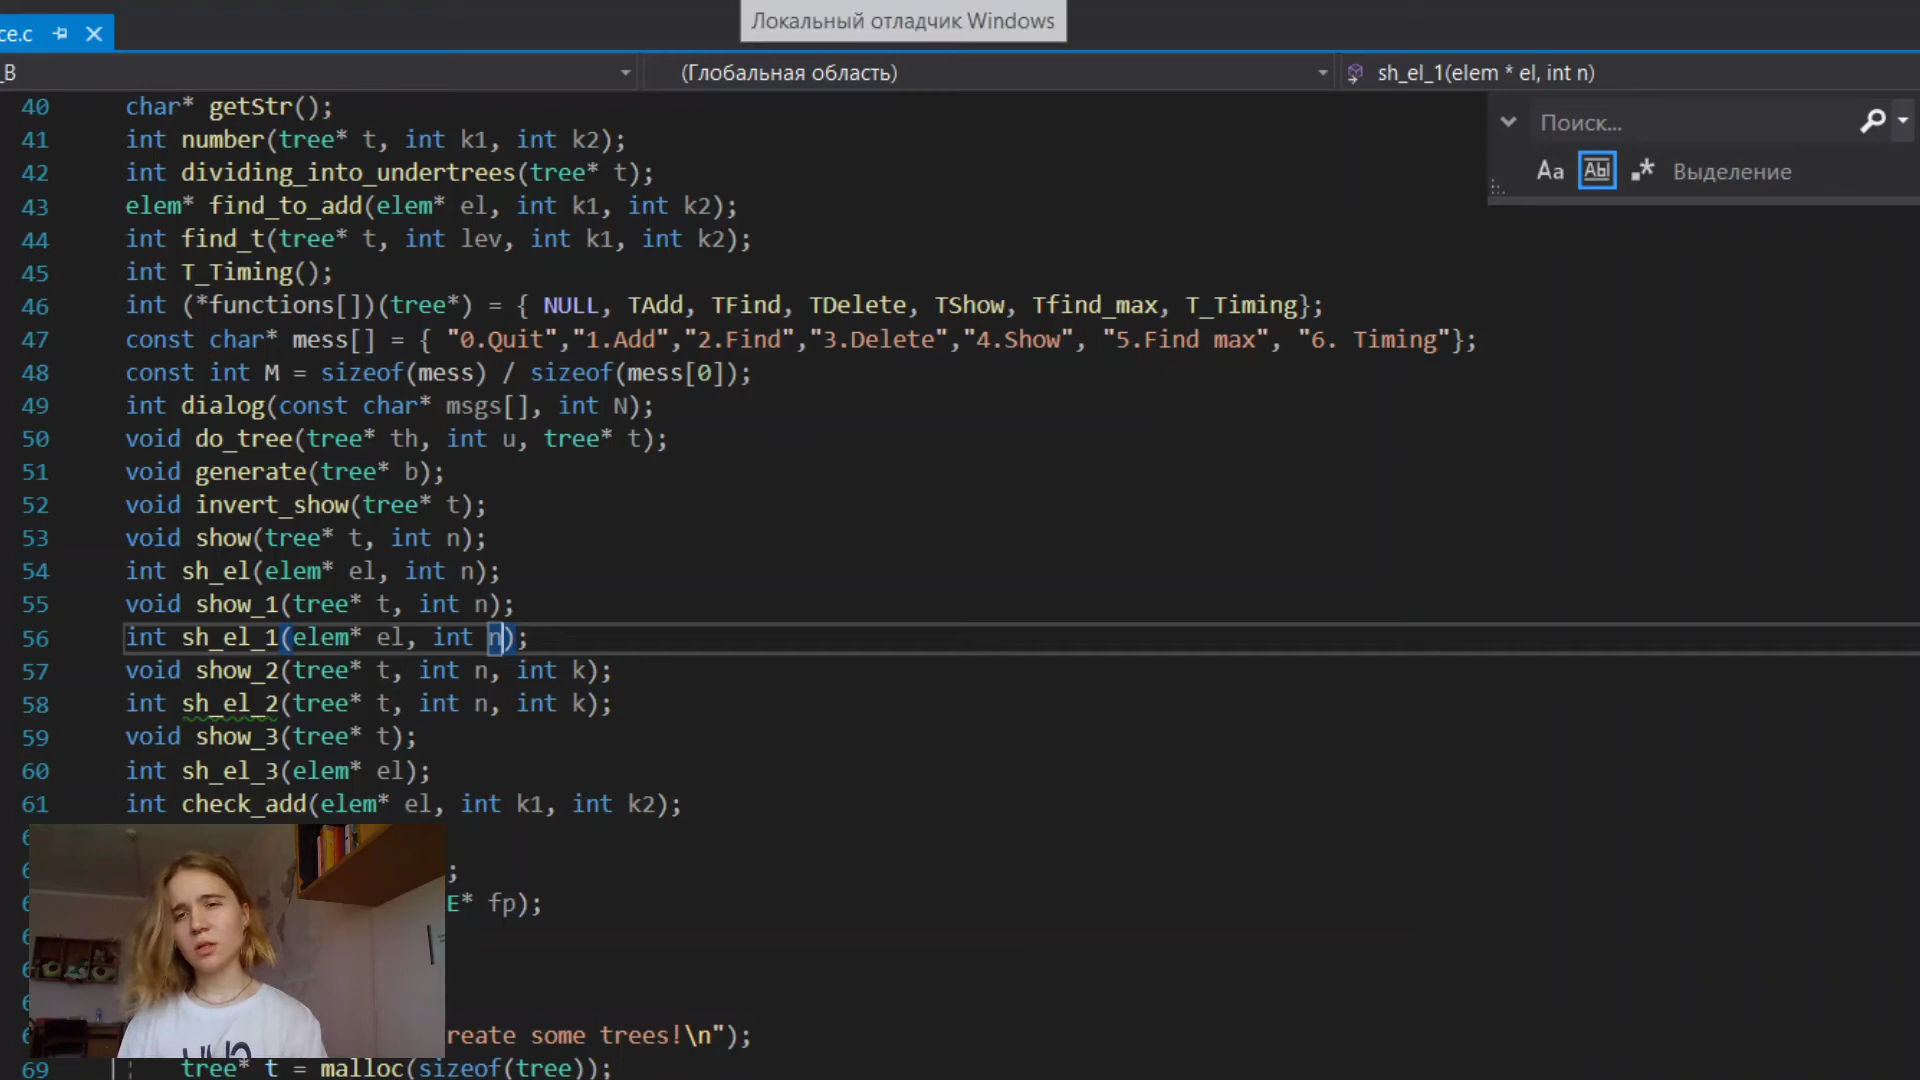 Локальный отладчик Windows
ce.c
_B
(Глобальная область)
sh_el_1(elem * el, int n)
Поиск...
Aa Abl .* Выделение
40 char* getStr();
41 int number(tree* t, int k1, int k2);
42 int dividing_into_undertrees(tree* t);
43 elem* find_to_add(elem* el, int k1, int k2);
44 int find_t(tree* t, int lev, int k1, int k2);
45 int T_Timing();
46 int (*functions[])(tree*) = { NULL, TAdd, TFind, TDelete, TShow, Tfind_max, T_Timing};
47 const char* mess[] = { "0.Quit","1.Add","2.Find","3.Delete","4.Show", "5.Find max", "6. Timing"};
48 const int M = sizeof(mess) / sizeof(mess[0]);
49 int dialog(const char* msgs[], int N);
50 void do_tree(tree* th, int u, tree* t);
51 void generate(tree* b);
52 void invert_show(tree* t);
53 void show(tree* t, int n);
54 int sh_el(elem* el, int n);
55 void show_1(tree* t, int n);
56 int sh_el_1(elem* el, int n);
57 void show_2(tree* t, int n, int k);
58 int sh_el_2(tree* t, int n, int k);
59 void show_3(tree* t);
60 int sh_el_3(elem* el);
61 int check_add(elem* el, int k1, int k2);
;
E* fp);
reate some trees!\n");
69 tree* t = malloc(sizeof(tree));